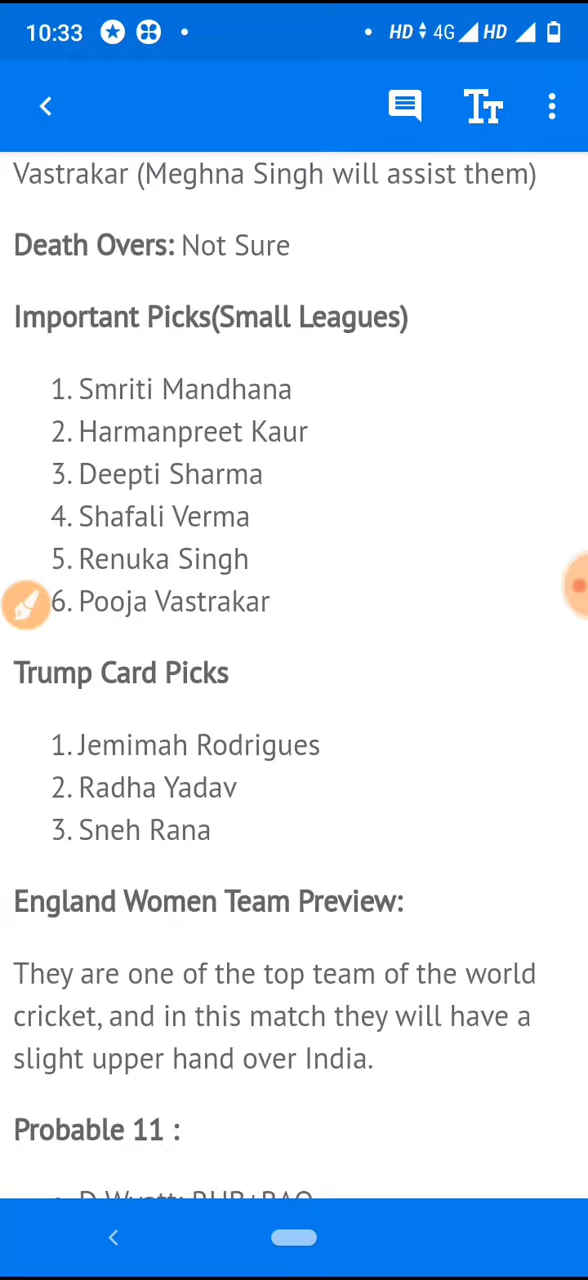 10:33
HD 4G HD
Vastrakar (Meghna Singh will assist them)
Death Overs: Not Sure
Important Picks(Small Leagues)
1. Smriti Mandhana
2. Harmanpreet Kaur
3. Deepti Sharma
4. Shafali Verma
5. Renuka Singh
6. Pooja Vastrakar
Trump Card Picks
1. Jemimah Rodrigues
2. Radha Yadav
3. Sneh Rana
England Women Team Preview:
They are one of the top team of the world
cricket, and in this match they will have a
slight upper hand over India.
Probable 11 :